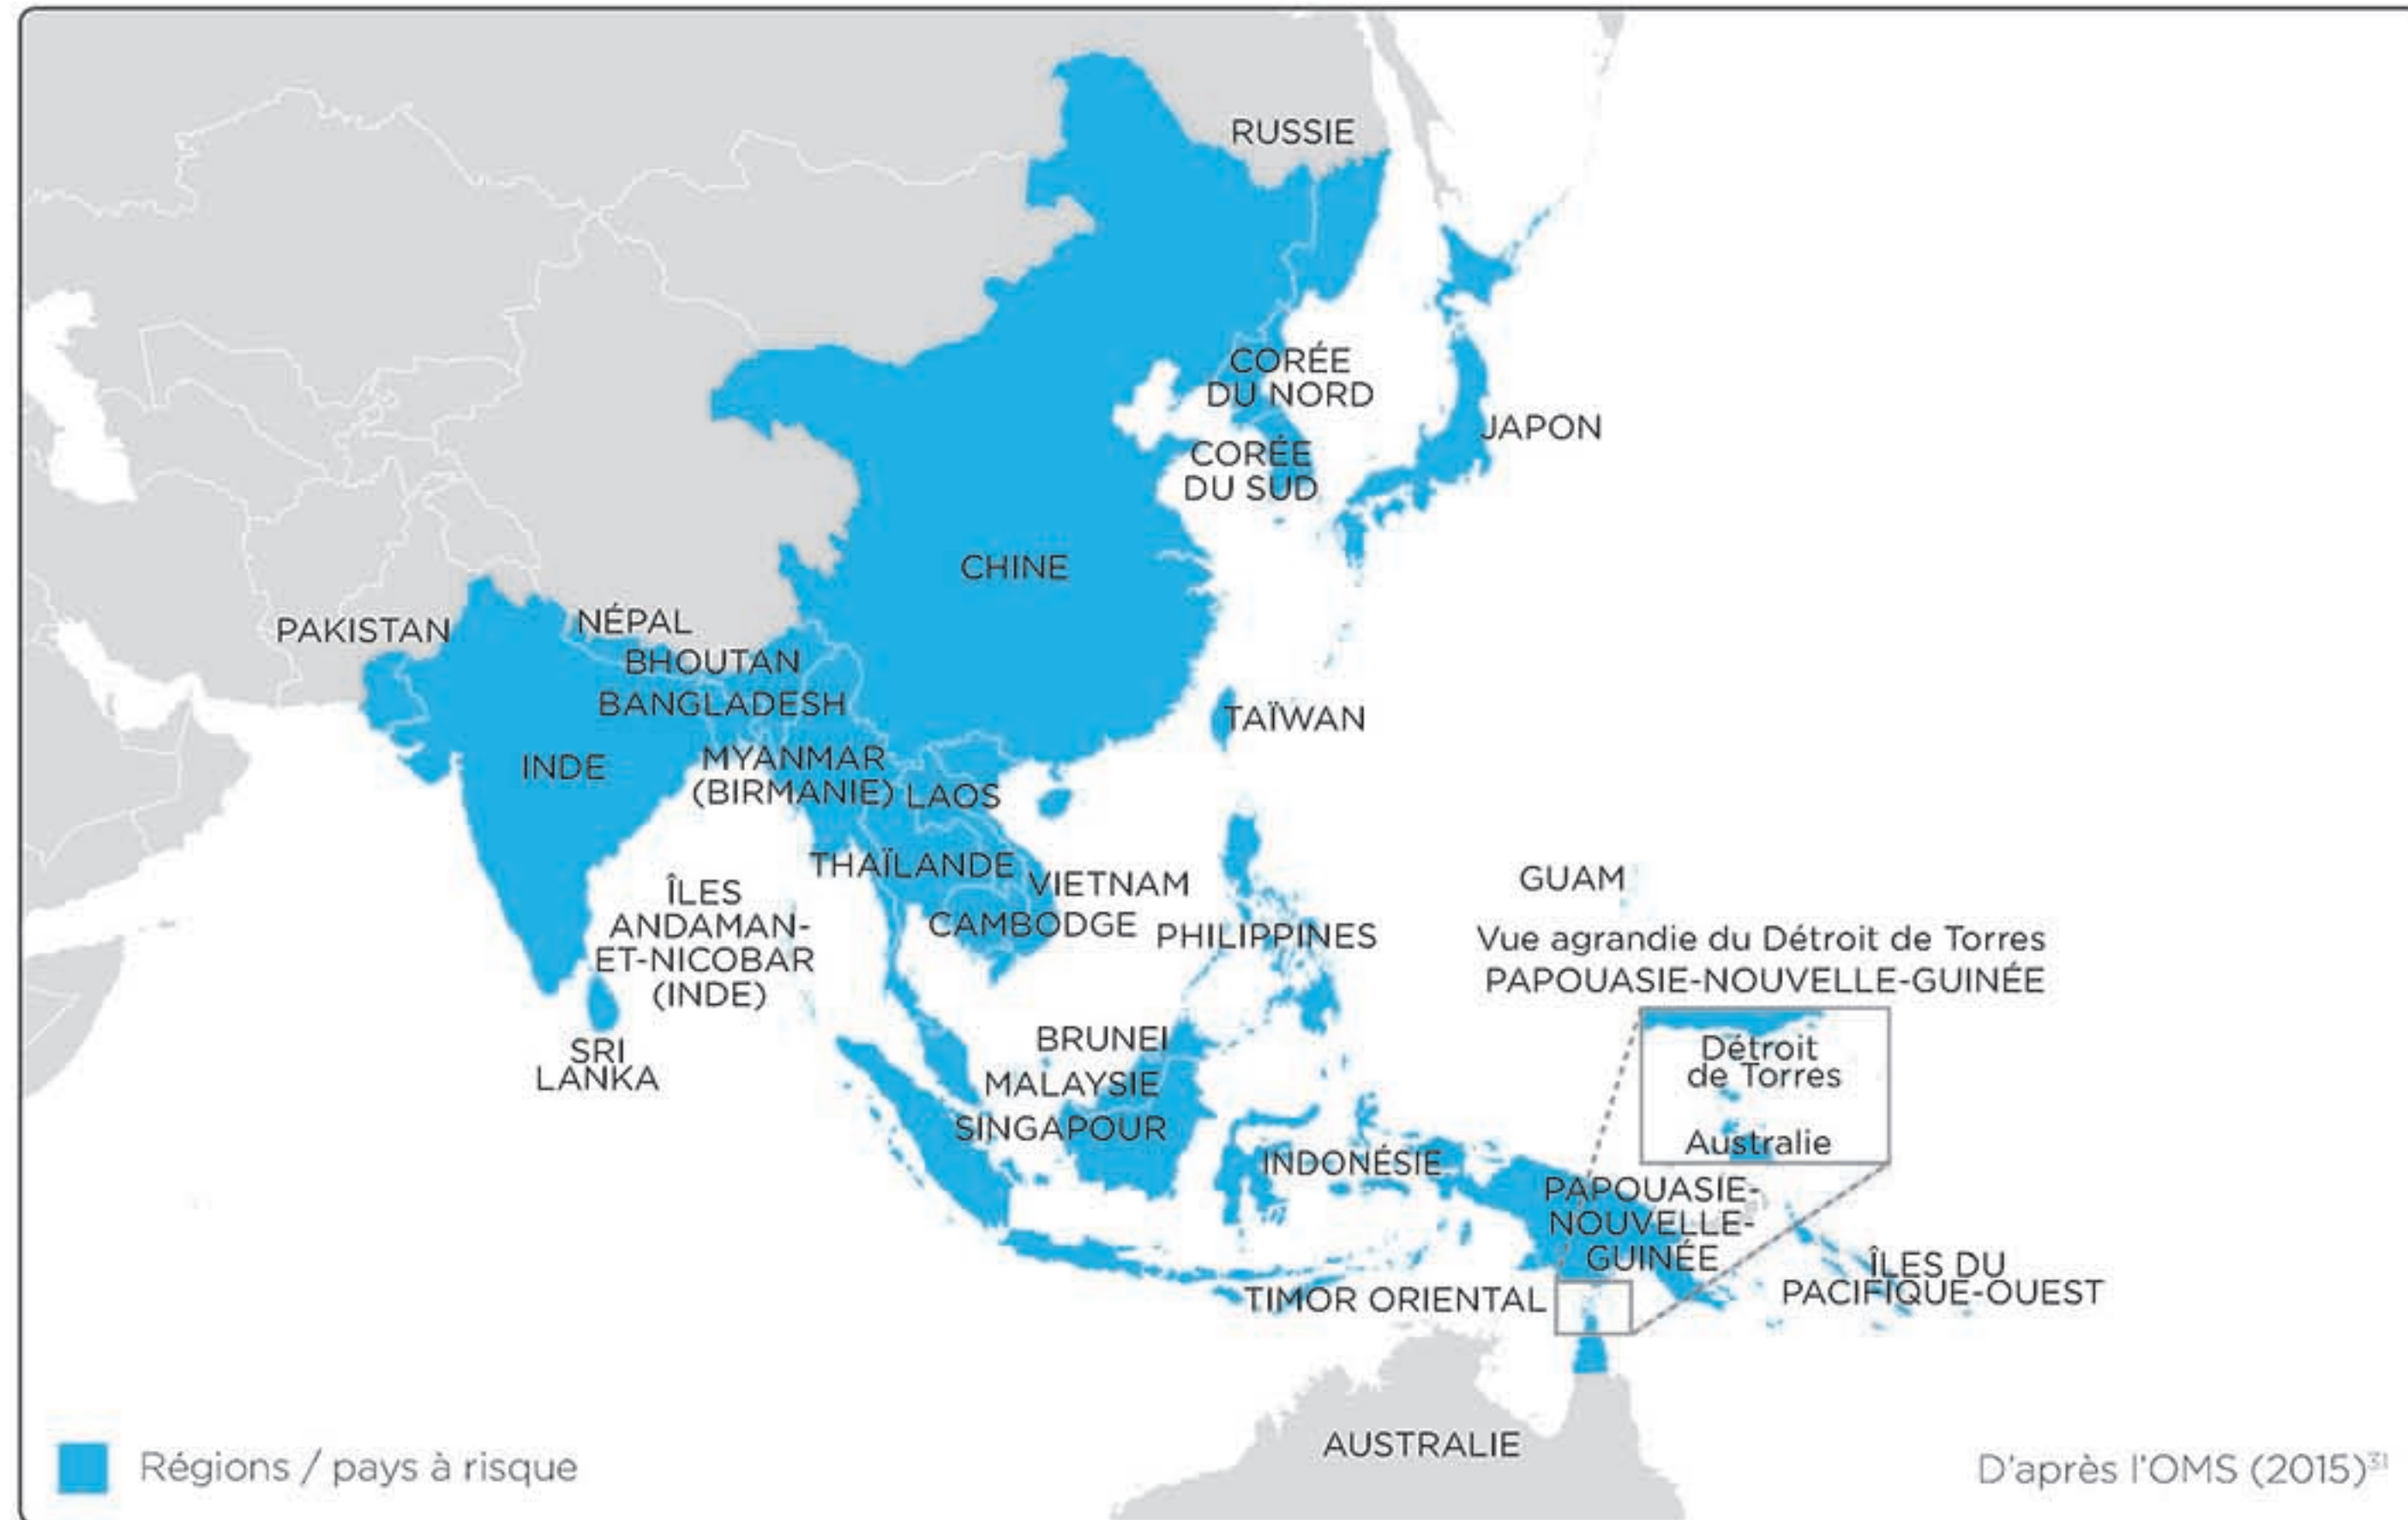 RUSSIE
CORÉE
DU NORD
JAPON
CORÉE
DU SUD
CHINE
PAKISTAN
NÉPAL
BHOUTAN
BANGLADESH
TAÏWAN
INDE
MYANMAR
(BIRMANIE)
LAOS
THAÏLANDE
VIETNAM
CAMBODGE
PHILIPPINES
GUAM
ÎLES
ANDAMAN-
ET-NICOBAR
(INDE)
SRI
LANKA
Vue agrandie du Détroit de Torres
PAPOUASIE-NOUVELLE-GUINÉE
Détroit
de Torres
Australie
BRUNEI
MALAYSIE
SINGAPOUR
INDONÉSIE
PAPOUASIE-
NOUVELLE-
GUINÉE
ÎLES DU
PACIFIQUE-OUEST
TIMOR ORIENTAL
AUSTRALIE
Régions / pays à risque
D'après l'OMS (2015)³¹